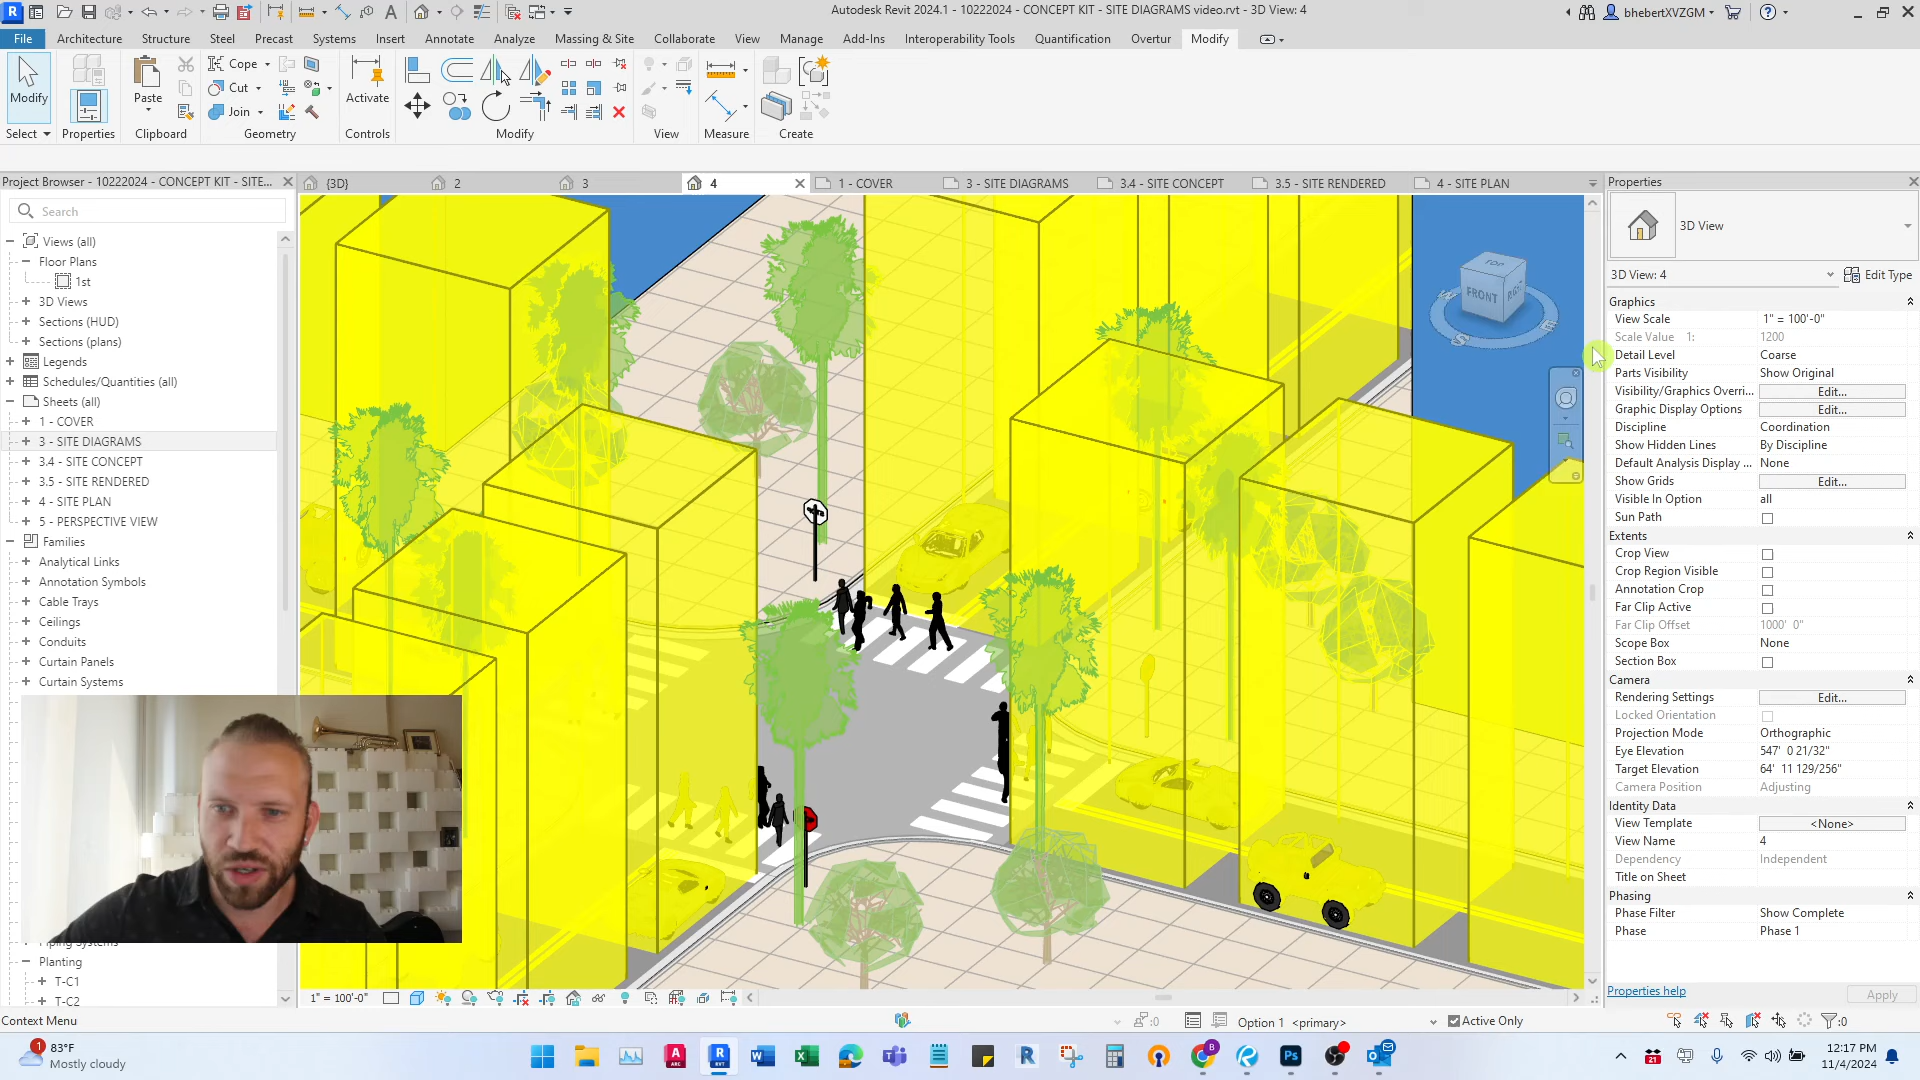 Autodesk Revit 2024.1 - 10222024 - CONCEPT KIT - SITE DIAGRAMS video.rvt - 3D View: 4
bhebertXVZGM
File Architecture Structure Steel Precast Systems Insert Annotate Analyze Massing & Site Collaborate View Manage Add-Ins Interoperability Tools Quantification Overtur Modify
Modify
Paste
Cope
Cut
Join
Activate
Select Properties Clipboard Geometry Controls Modify View Measure Create
Project Browser - 10222024 - CONCEPT KIT - SITE...
{3D} 2 3 4 1 - COVER 3 - SITE DIAGRAMS 3.4 - SITE CONCEPT 3.5 - SITE RENDERED 4 - SITE PLAN
Search
Views (all)
Floor Plans
1st
3D Views
Sections (HUD)
Sections (plans)
Legends
Schedules/Quantities (all)
Sheets (all)
1 - COVER
3 - SITE DIAGRAMS
3.4 - SITE CONCEPT
3.5 - SITE RENDERED
4 - SITE PLAN
5 - PERSPECTIVE VIEW
Families
Analytical Links
Annotation Symbols
Cable Trays
Ceilings
Conduits
Curtain Panels
Curtain Systems
Planting
T-C1
T-C2
TOP
FRONT
W
S
E
Properties
3D View
3D View: 4 Edit Type
Graphics
View Scale 1" = 100'-0"
Scale Value 1: 1200
Detail Level Coarse
Parts Visibility Show Original
Visibility/Graphics Overri... Edit...
Graphic Display Options Edit...
Discipline Coordination
Show Hidden Lines By Discipline
Default Analysis Display ... None
Show Grids Edit...
Visible In Option all
Sun Path
Extents
Crop View
Crop Region Visible
Annotation Crop
Far Clip Active
Far Clip Offset 1000' 0"
Scope Box None
Section Box
Camera
Rendering Settings Edit...
Locked Orientation
Projection Mode Orthographic
Eye Elevation 547' 0 21/32"
Target Elevation 64' 11 129/256"
Camera Position Adjusting
Identity Data
View Template <None>
View Name 4
Dependency Independent
Title on Sheet
Phasing
Phase Filter Show Complete
Phase Phase 1
Properties help Apply
1" = 100'-0"
Context Menu :0 Option 1 <primary> Active Only :0
1
83°F
Mostly cloudy
12:17 PM
11/4/2024